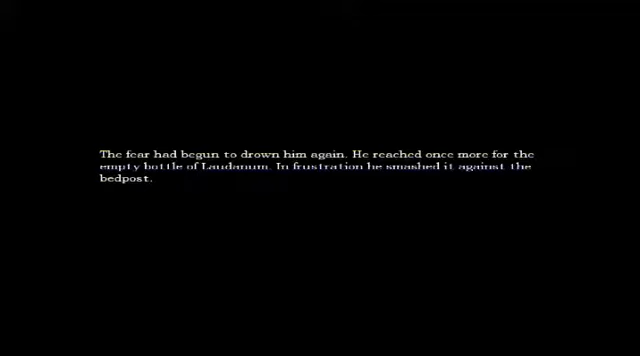 The fear had begun to drown him again. He reached once more for the
empty bottle of Laudanum. In frustration he smashed it against the
bedpost.